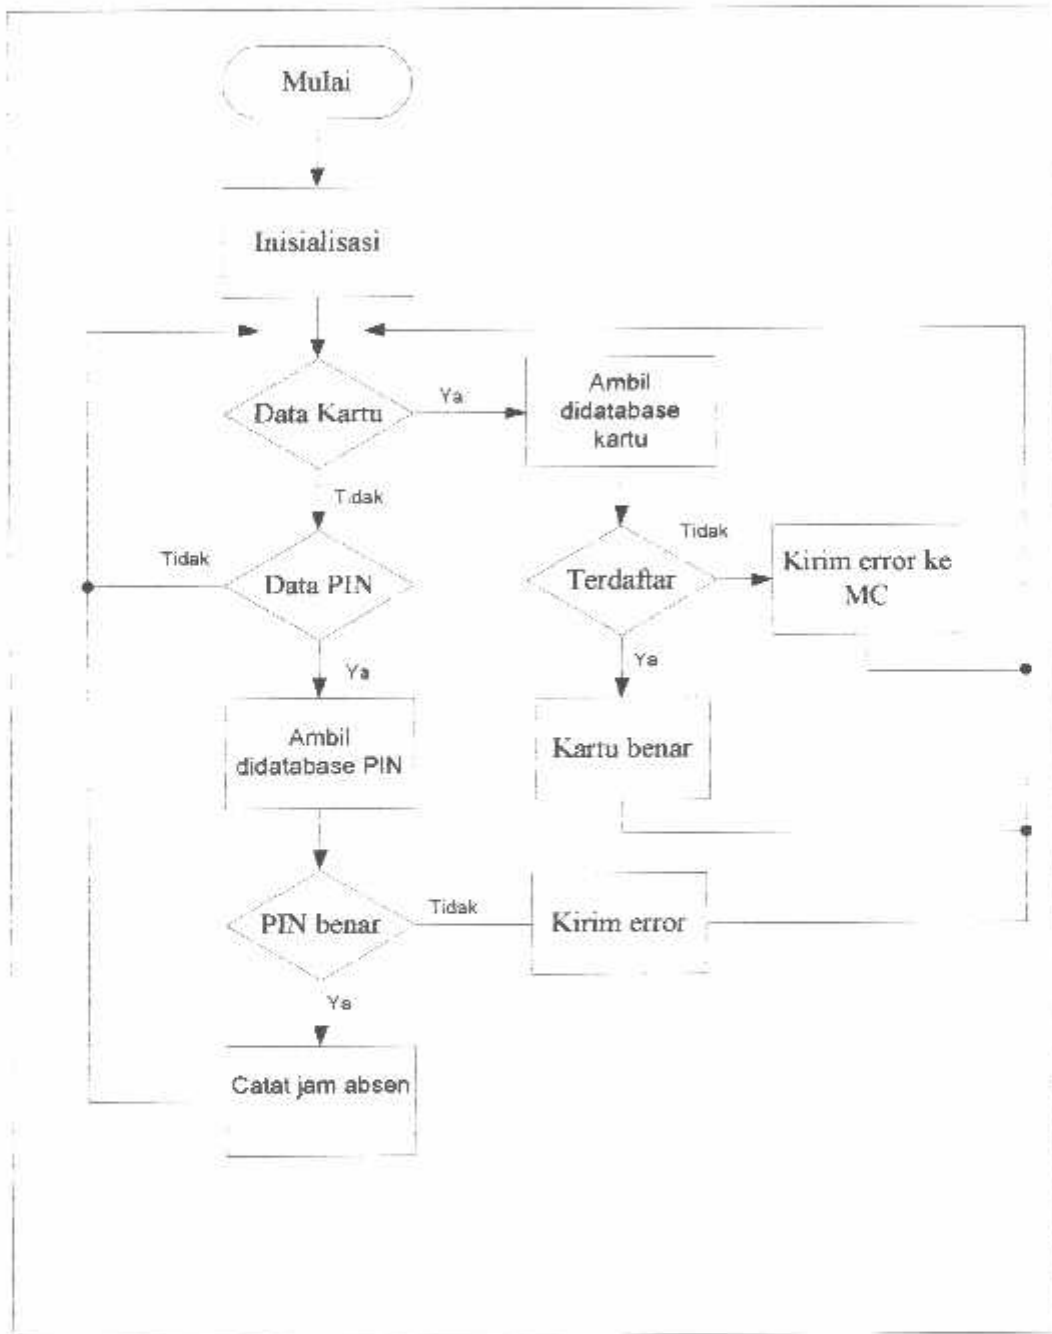 Mulai
Inisialisasi
Data Kartu
Ya
Ambil
didatabase
kartu
Tidak
Tidak
Data PIN
Terdaftar
Tidak
Kirim error ke
MC
Ya
Ya
Ambil
didatabase PIN
Kartu benar
PIN benar
Tidak
Kirim error
Ya
Catat jam absen